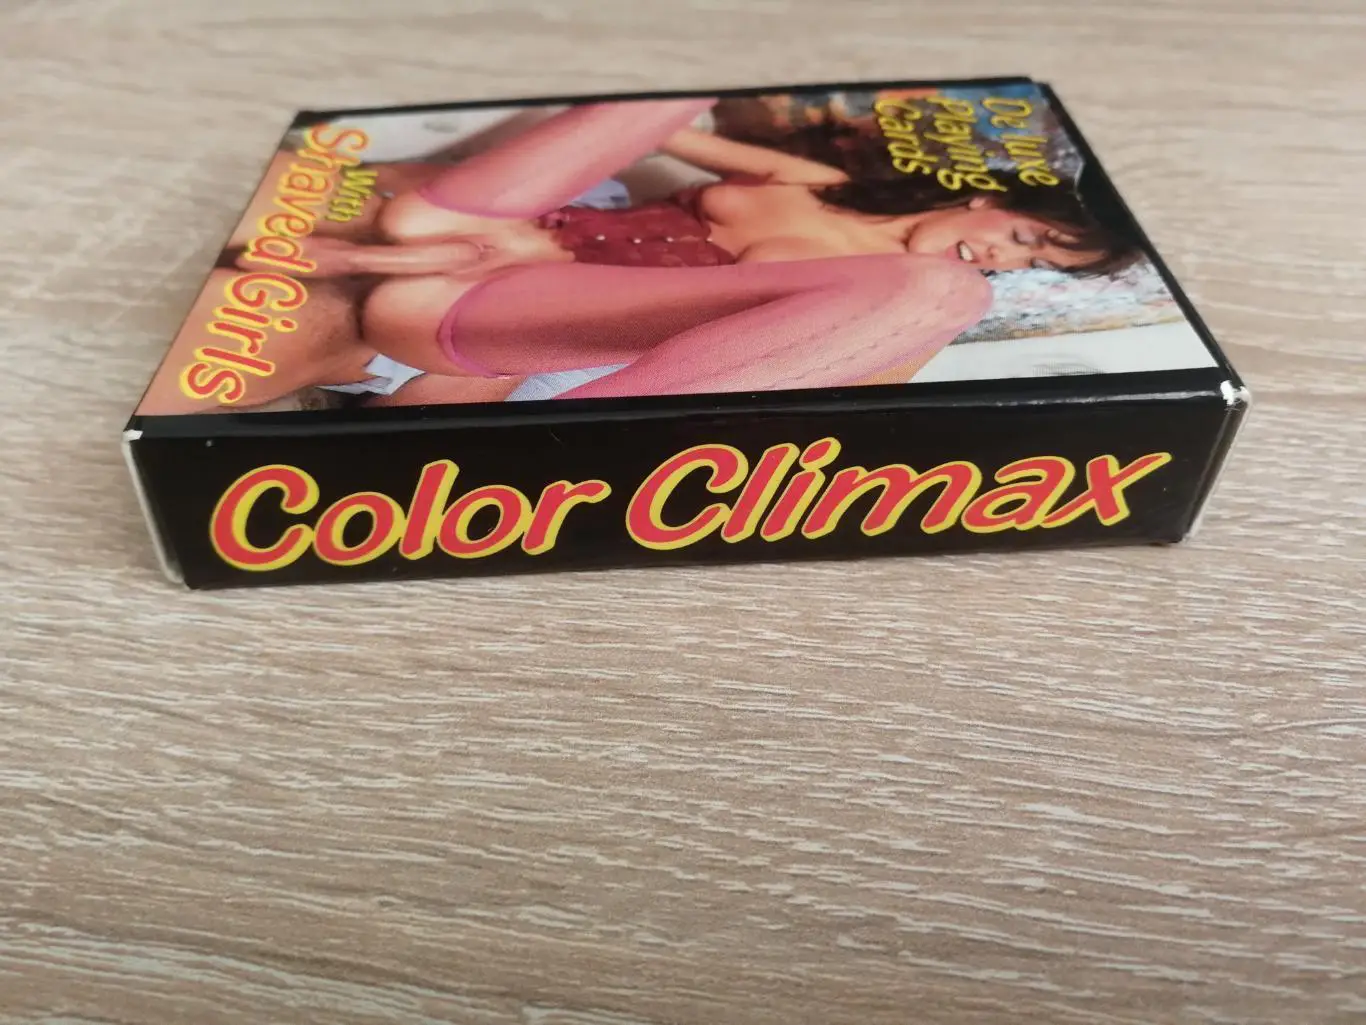 De luxe
Playing
Cards
With
Shaved Girls
Color Climax